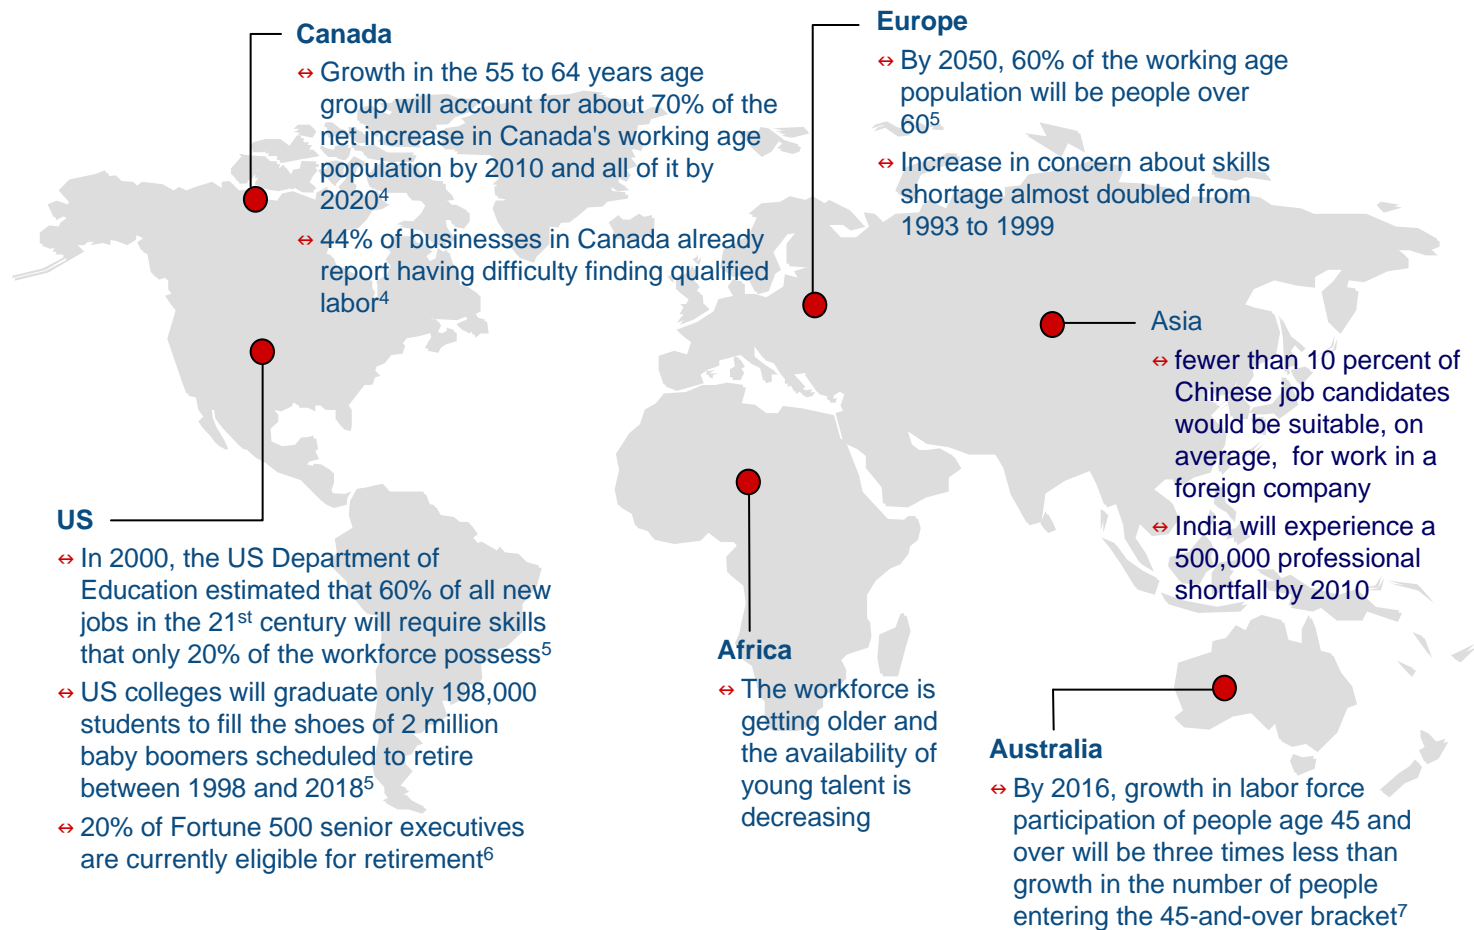 Canada
↔ Growth in the 55 to 64 years age
group will account for about 70% of the
net increase in Canada's working age
population by 2010 and all of it by
2020⁴
↔ 44% of businesses in Canada already
report having difficulty finding qualified
labor⁴
Europe
↔ By 2050, 60% of the working age
population will be people over
60⁵
↔ Increase in concern about skills
shortage almost doubled from
1993 to 1999
Asia
↔ fewer than 10 percent of
Chinese job candidates
would be suitable, on
average, for work in a
foreign company
↔ India will experience a
500,000 professional
shortfall by 2010
US
↔ In 2000, the US Department of
Education estimated that 60% of all new
jobs in the 21st century will require skills
that only 20% of the workforce possess⁵
↔ US colleges will graduate only 198,000
students to fill the shoes of 2 million
baby boomers scheduled to retire
between 1998 and 2018⁵
↔ 20% of Fortune 500 senior executives
are currently eligible for retirement⁶
Africa
↔ The workforce is
getting older and
the availability of
young talent is
decreasing
Australia
↔ By 2016, growth in labor force
participation of people age 45 and
over will be three times less than
growth in the number of people
entering the 45-and-over bracket⁷